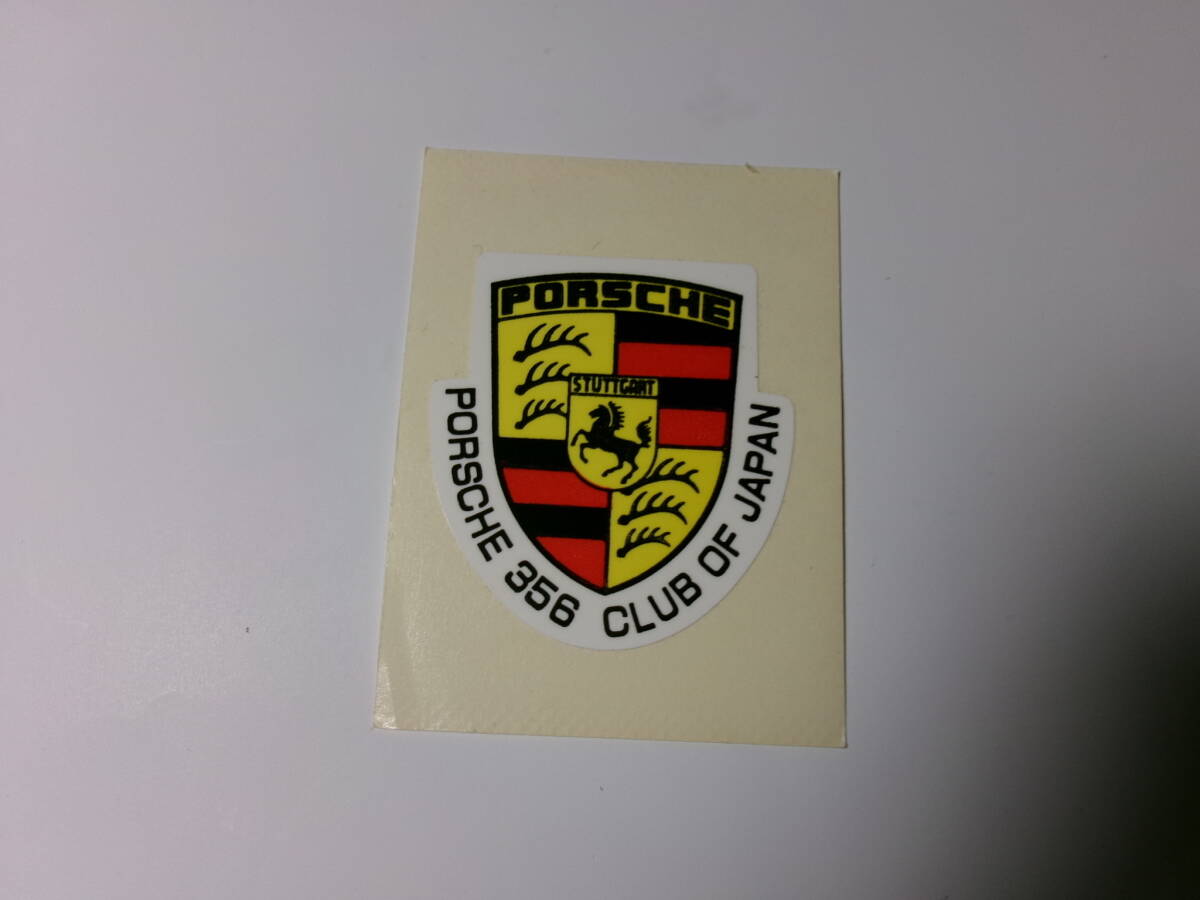 PORSCHE
STUTTGART
PORSCHE 356 CLUB OF JAPAN